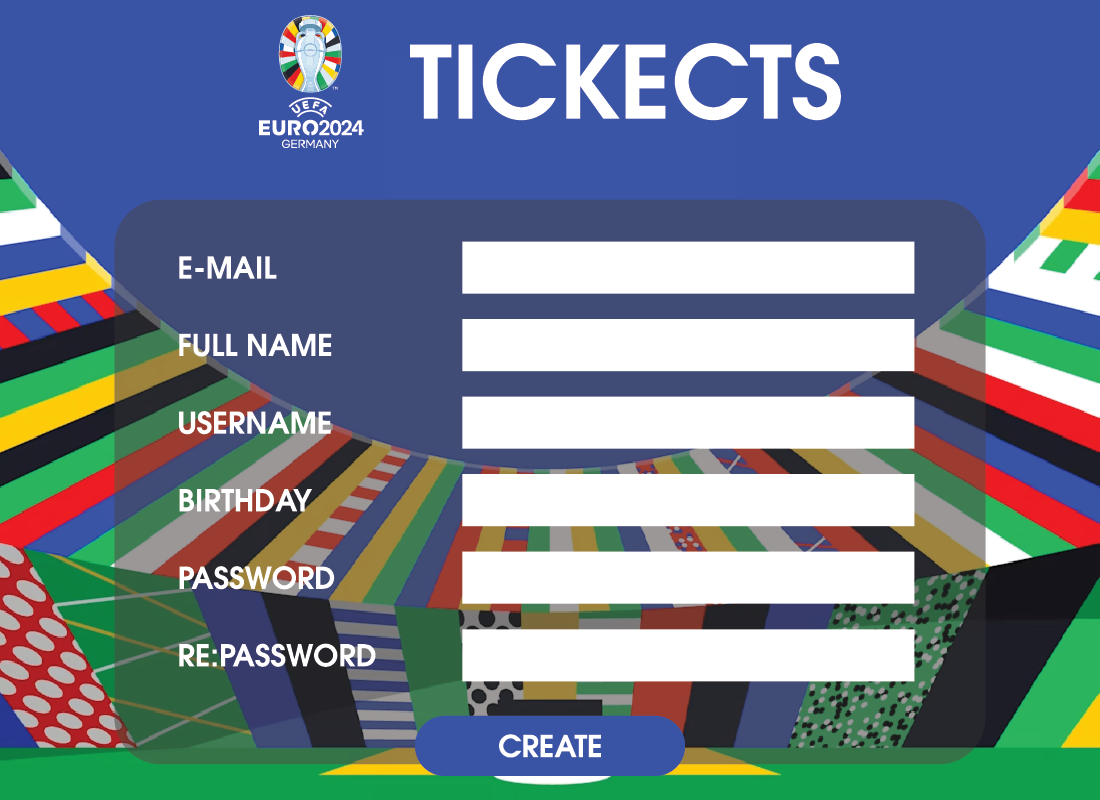 UEFA
EURO2024
GERMANY
TICKECTS
E-MAIL
FULL NAME
USERNAME
BIRTHDAY
PASSWORD
RE:PASSWORD
CREATE